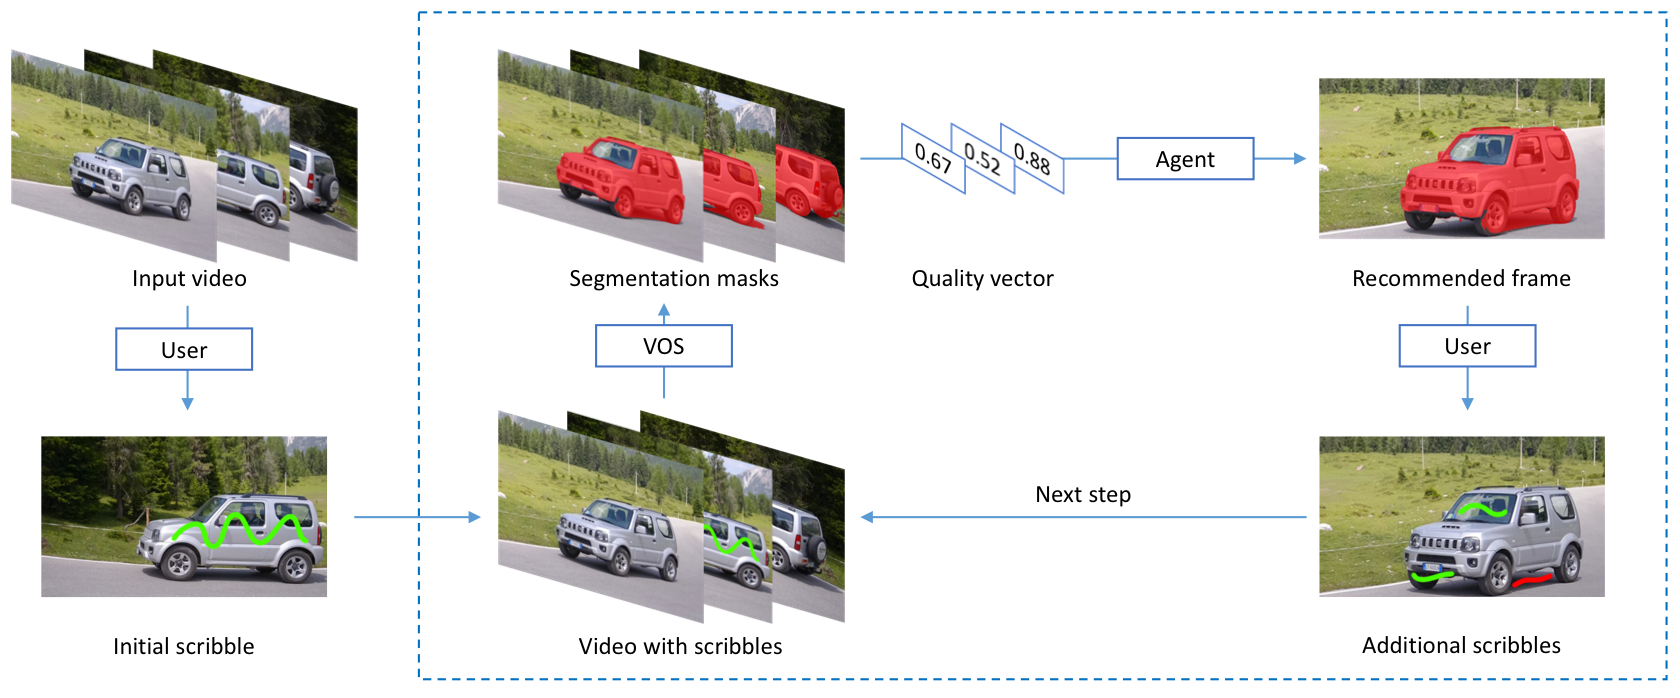 Input video
User
Initial scribble
Segmentation masks
VOS
Video with scribbles
0.67
0.52
0.88
Quality vector
Agent
Recommended frame
User
Additional scribbles
Next step